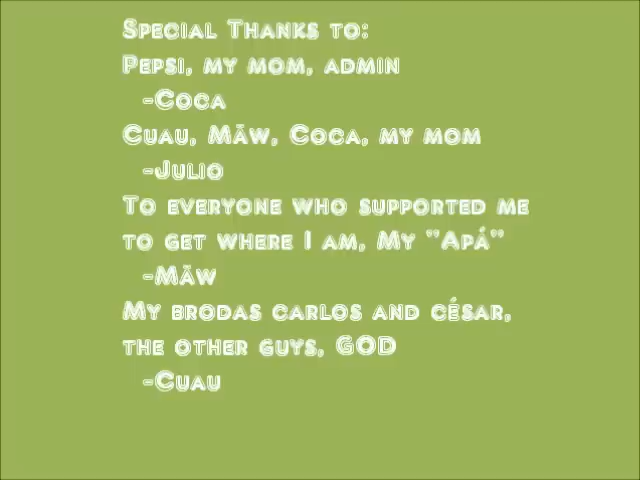 Special Thanks to:
Pepsi, my mom, admin
-Coca
Cuau, Mãw, Coca, my mom
-Julio
To everyone who supported me
to get where I am, My "Apá"
-Mãw
My brodas carlos and césar,
the other guys, GOD
-Cuau